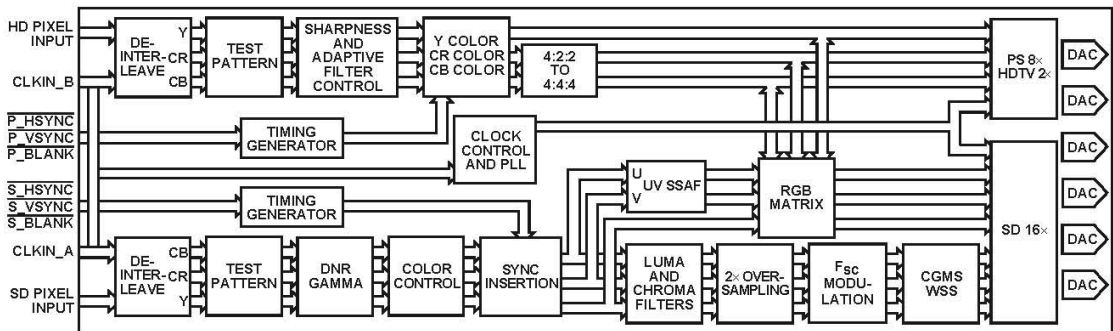 HD PIXEL
INPUT
CLKIN_B
P_HSYNC
P_VSYNC
P_BLANK
S_HSYNC
S_VSYNC
S_BLANK
CLKIN_A
SD PIXEL
INPUT
DE-
INTER-
LEAVE
Y
CR
CB
TEST
PATTERN
SHARPNESS
AND
ADAPTIVE
FILTER
CONTROL
Y COLOR
CR COLOR
CB COLOR
4:2:2
TO
4:4:4
PS 8×
HDTV 2×
TIMING
GENERATOR
CLOCK
CONTROL
AND PLL
TIMING
GENERATOR
U
V
UV SSAF
RGB
MATRIX
SD 16×
DE-
INTER-
LEAVE
CB
CR
Y
TEST
PATTERN
DNR
GAMMA
COLOR
CONTROL
SYNC
INSERTION
LUMA
AND
CHROMA
FILTERS
2× OVER-
SAMPLING
FSC
MODU-
LATION
CGMS
WSS
DAC
DAC
DAC
DAC
DAC
DAC